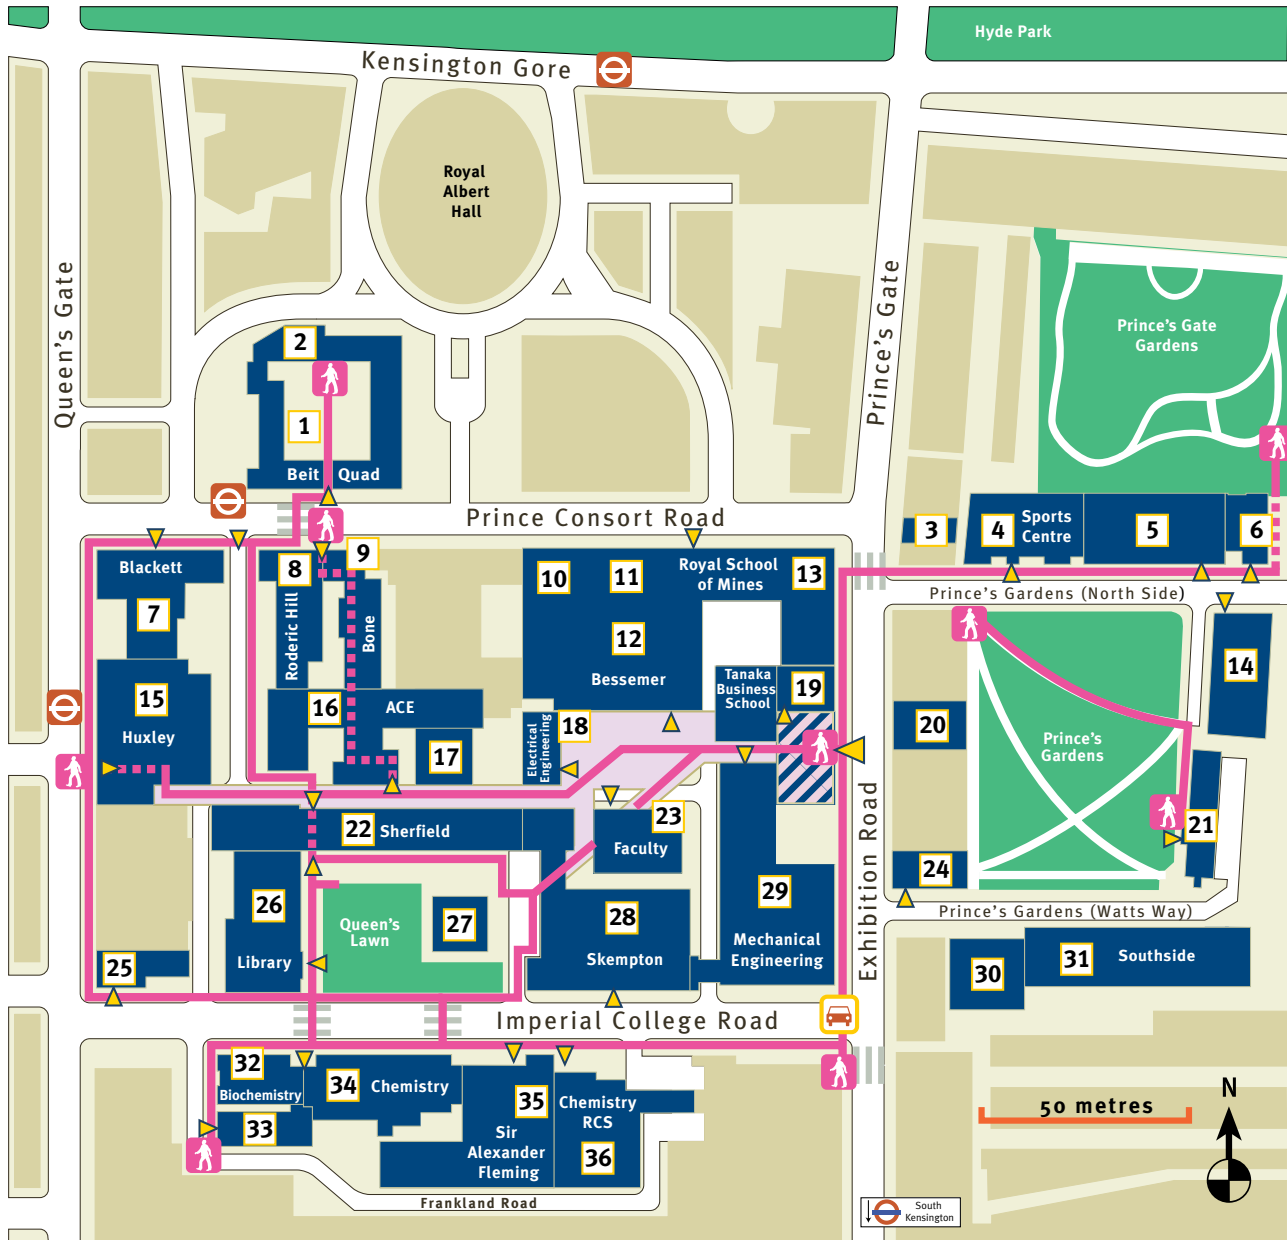 Hyde Park
Kensington Gore
Royal
Albert
Hall
Queen's Gate
Prince's Gate
Prince's Gate
Gardens
2
1
Beit Quad
Prince Consort Road
3
4
Sports
Centre
5
6
Prince's Gardens (North Side)
Blackett
7
8
9
Roderic Hill
Bone
10
11
Royal School
of Mines
13
12
Bessemer
14
15
Huxley
16
ACE
17
Electrical
Engineering
18
Tanaka
Business
School
19
20
Prince's
Gardens
21
22
Sherfield
23
Faculty
24
Prince's Gardens (Watts Way)
Exhibition Road
25
26
Library
Queen's
Lawn
27
28
Skempton
29
Mechanical
Engineering
30
31
Southside
Imperial College Road
32
Biochemistry
33
34
Chemistry
35
Sir
Alexander
Fleming
Chemistry
RCS
36
Frankland Road
50 metres
N
South
Kensington